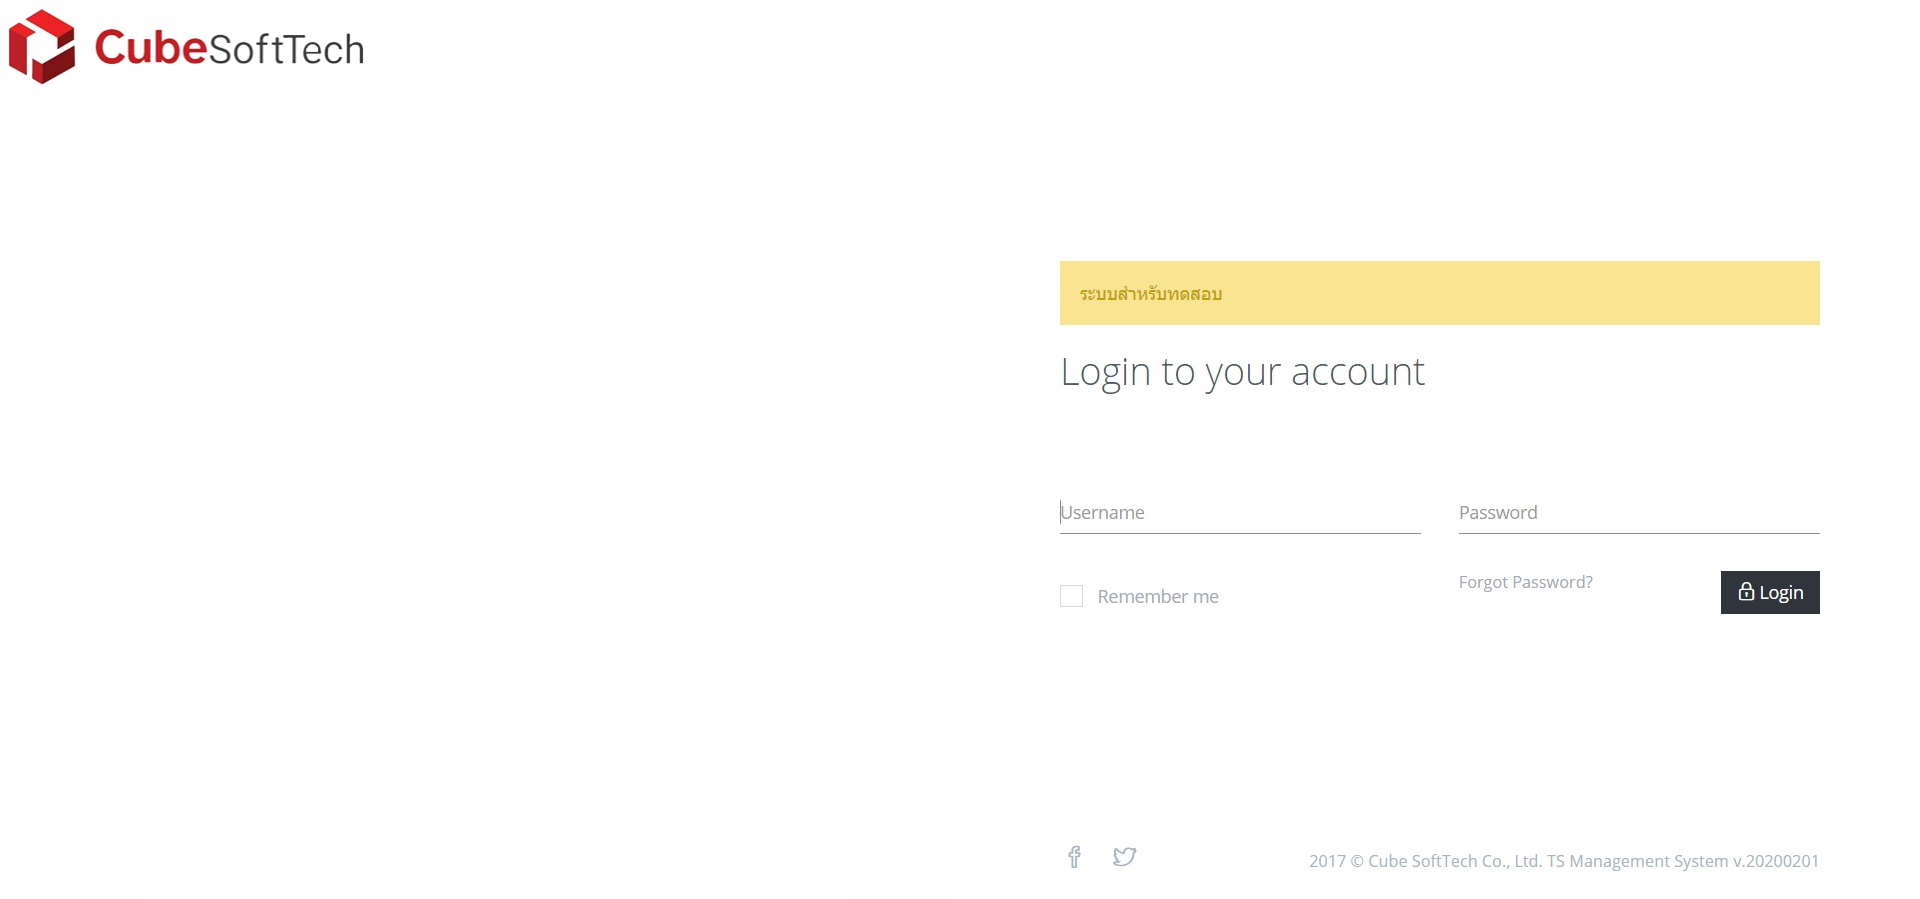 CubeSoftTech
ระบบสำหรับทดสอบ
Login to your account
Username
Password
Remember me
Forgot Password?
Login
2017 © Cube SoftTech Co., Ltd. TS Management System v.20200201